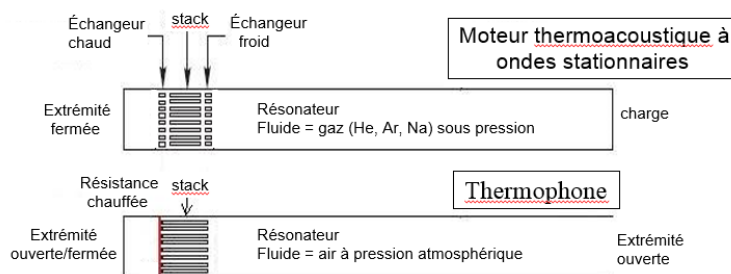 Échangeur
chaud
stack
Échangeur
froid
Moteur thermoacoustique à
ondes stationnaires
Extrémité
fermée
Résonateur
Fluide = gaz (He, Ar, Na) sous pression
charge
Résistance
chauffée
stack
Thermophone
Extrémité
ouverte/fermée
Résonateur
Fluide = air à pression atmosphérique
Extrémité
ouverte